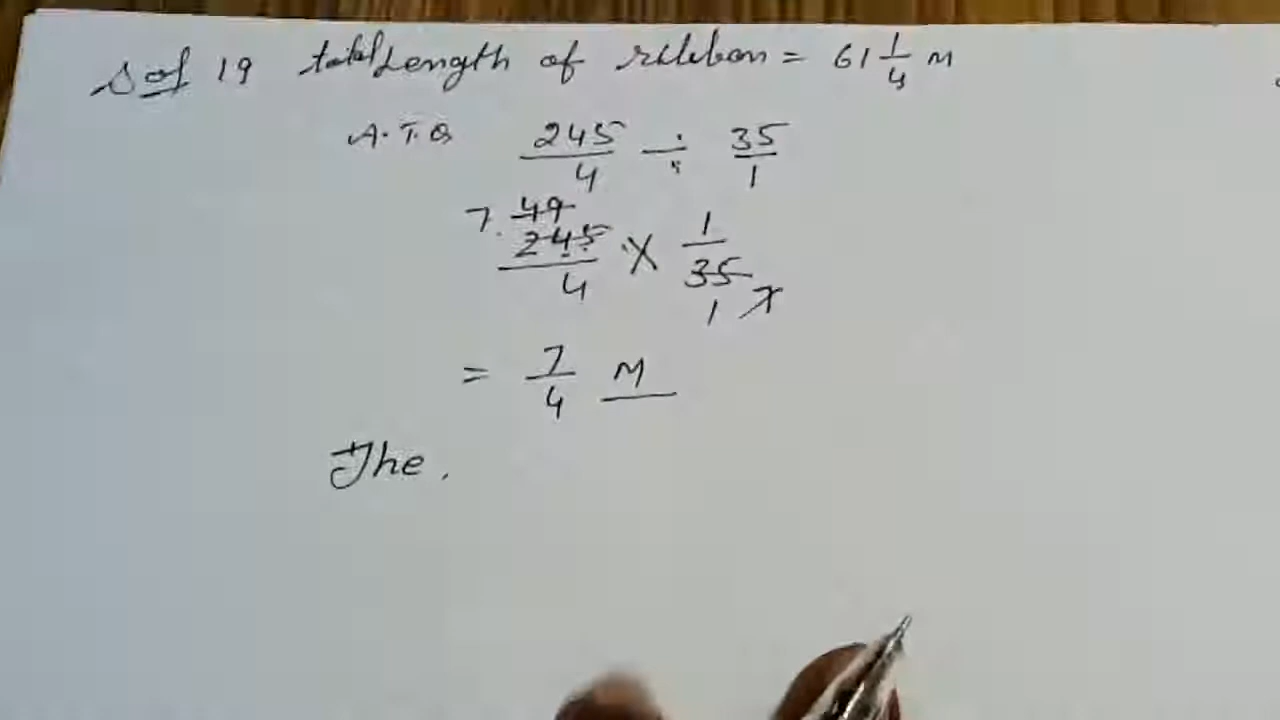 Sol 19 total Length of ribbon = 61 1/4 M
A.T.Q 245/4 ÷ 35/1
7. 49
245/4 × 1/35
1 7
= 7/4 M
The.